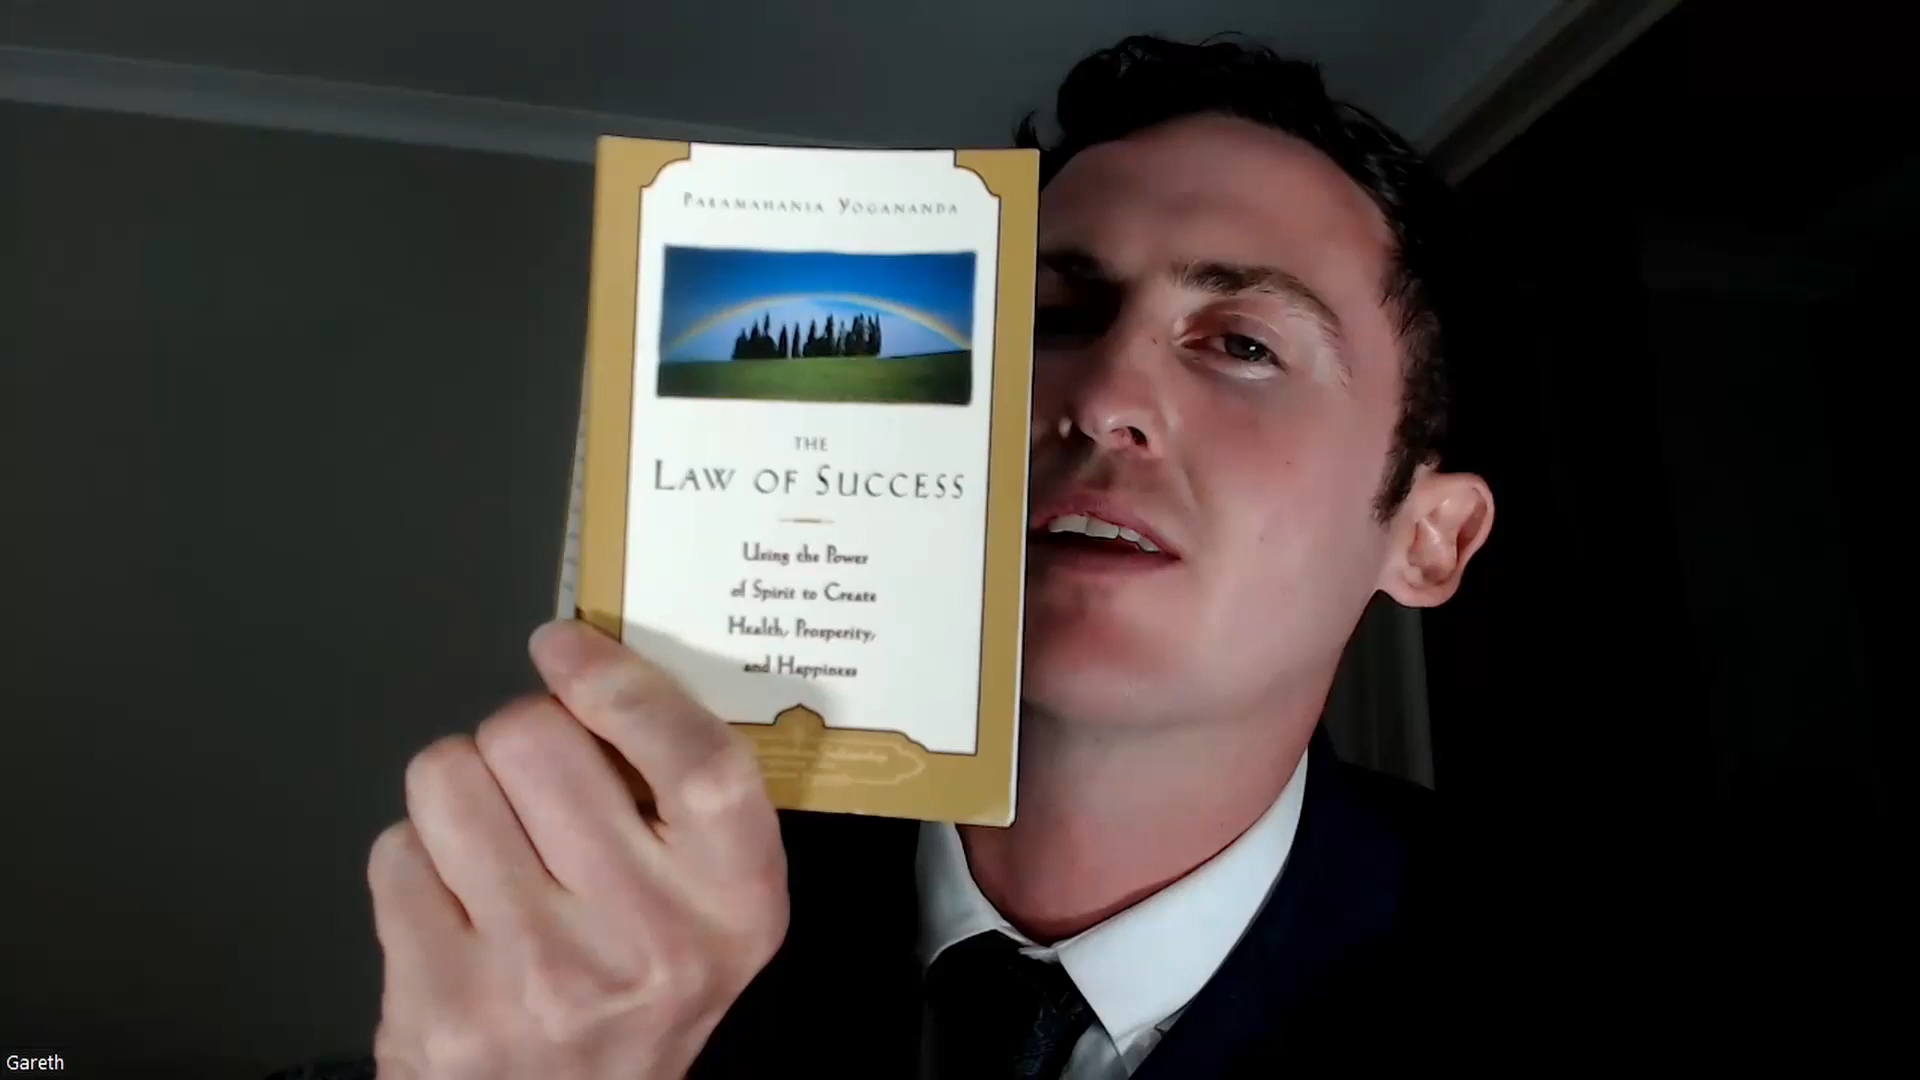 PARAMAHANSA YOGANANDA
THE
LAW OF SUCCESS
Using the Power
of Spirit to Create
Health, Prosperity,
and Happiness
Gareth